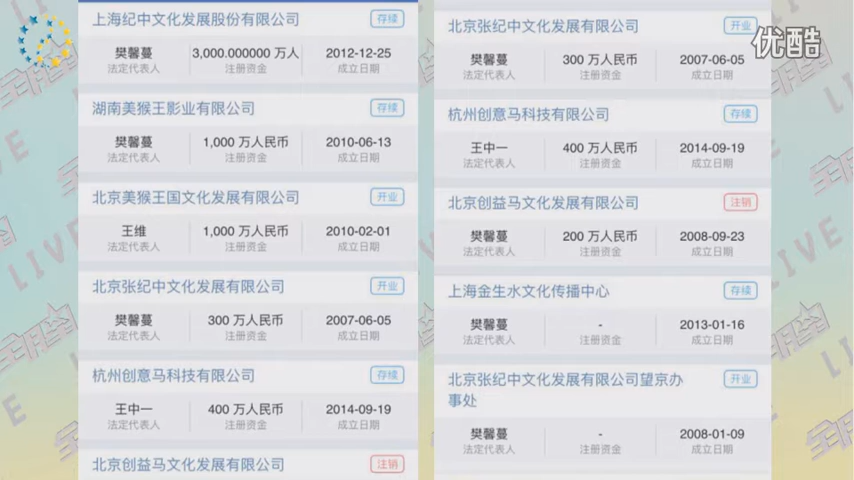 上海纪中文化发展股份有限公司 存续
樊馨蔓 3,000.000000 万人 2012-12-25
法定代表人 注册资金 成立日期
湖南美猴王影业有限公司 存续
樊馨蔓 1,000 万人民币 2010-06-13
法定代表人 注册资金 成立日期
北京美猴王国文化发展有限公司 开业
王维 1,000 万人民币 2010-02-01
法定代表人 注册资金 成立日期
北京张纪中文化发展有限公司 开业
樊馨蔓 300 万人民币 2007-06-05
法定代表人 注册资金 成立日期
杭州创意马科技有限公司 存续
王中一 400 万人民币 2014-09-19
法定代表人 注册资金 成立日期
北京创益马文化发展有限公司 注销
北京张纪中文化发展有限公司 开业
樊馨蔓 300 万人民币 2007-06-05
法定代表人 注册资金 成立日期
杭州创意马科技有限公司 存续
王中一 400 万人民币 2014-09-19
法定代表人 注册资金 成立日期
北京创益马文化发展有限公司 注销
樊馨蔓 200 万人民币 2008-09-23
法定代表人 注册资金 成立日期
上海金生水文化传播中心 存续
樊馨蔓 - 2013-01-16
法定代表人 注册资金 成立日期
北京张纪中文化发展有限公司望京办 开业
事处
樊馨蔓 - 2008-01-09
法定代表人 注册资金 成立日期
优酷
LIVE
LIVE
LIVE
LIVE